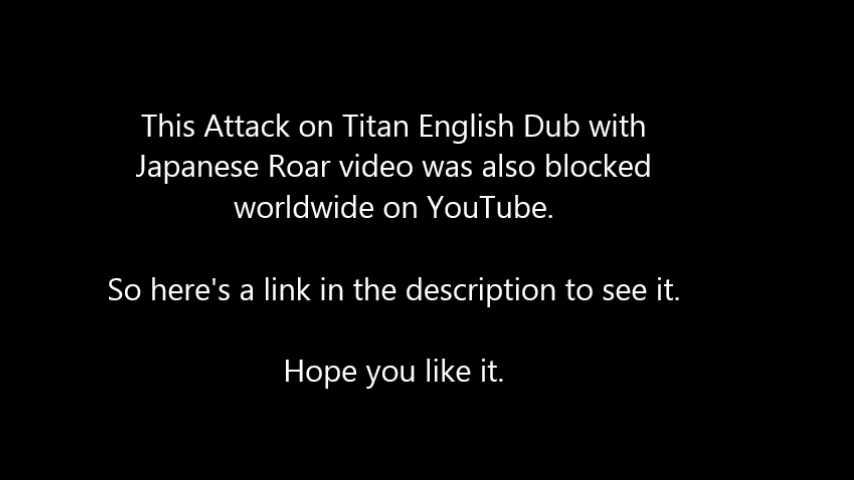 This Attack on Titan English Dub with
Japanese Roar video was also blocked
worldwide on YouTube.
So here's a link in the description to see it.
Hope you like it.